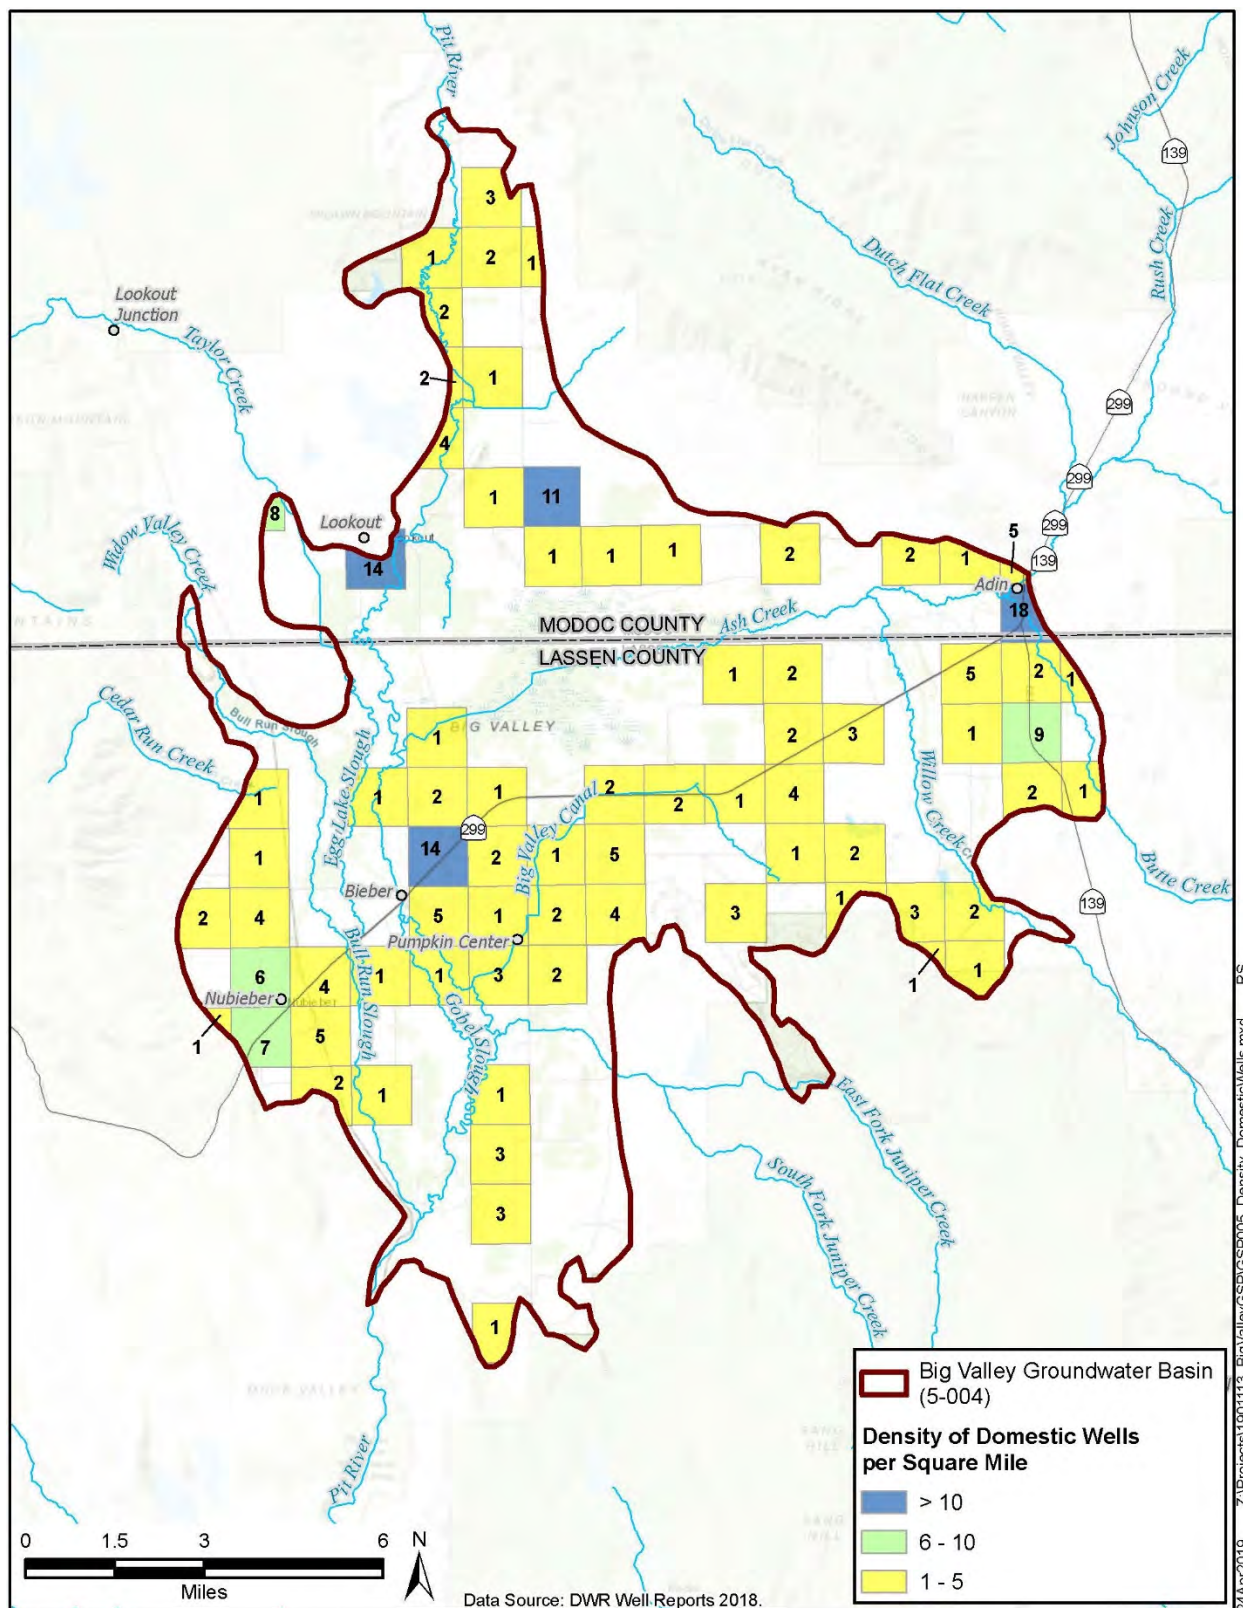 Pit River
Johnson Creek
139
3
Rush Creek
1
2
1
Dutch Flat Creek
Lookout
Junction
2
Taylor Creek
2
1
299
4
299
8
1
11
Lookout
299
5
Widow Valley Creek
14
1
1
1
2
2
1
139
Adin
18
Ash Creek
MODOC COUNTY
LASSEN COUNTY
1
2
5
2
1
Cedar Run Creek
Bull Run Slough
1
BIG VALLEY
2
3
1
9
Egg Lake Slough
1
1
2
1
2
2
1
4
2
1
Big Valley Canal
Willow Creek
299
1
14
2
1
5
1
2
Butte Creek
Bieber
2
4
5
1
2
4
3
1
3
2
139
Pumpkin Center
6
4
1
1
3
2
1
1
Nubieber
Nubieber
Bull Run Slough
Gobel Slough
1
7
5
2
1
1
East Fork Juniper Creek
3
South Fork Juniper Creek
3
1
Pit River
Big Valley Groundwater Basin
(5-004)
Density of Domestic Wells
per Square Mile
> 10
6 - 10
1 - 5
0 1.5 3 6
Miles
N
Data Source: DWR Well Reports 2018.